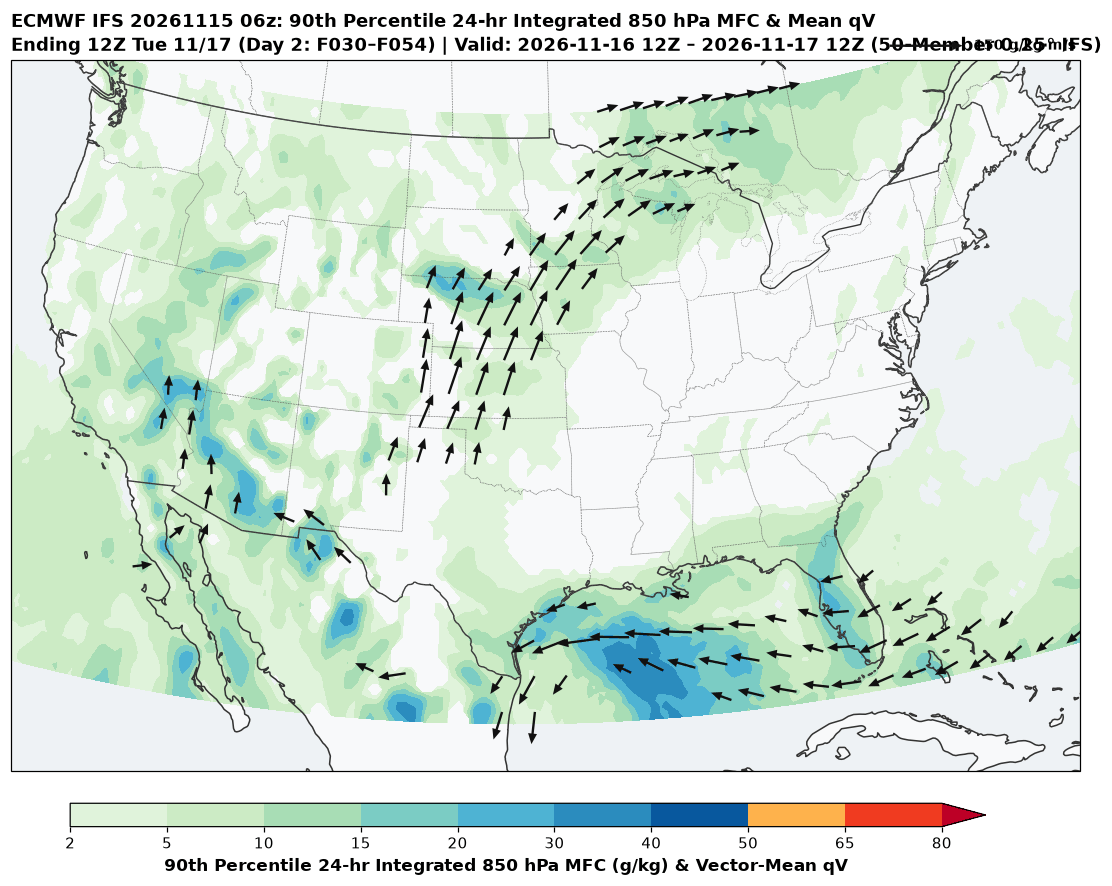 ECMWF IFS 20261115 06z: 90th Percentile 24-hr Integrated 850 hPa MFC & Mean qV
Ending 12Z Tue 11/17 (Day 2: F030–F054) | Valid: 2026-11-16 12Z – 2026-11-17 12Z (50-Member 0.25° IFS)
150 g/kg·m/s
2 5 10 15 20 30 40 50 65 80
90th Percentile 24-hr Integrated 850 hPa MFC (g/kg) & Vector-Mean qV